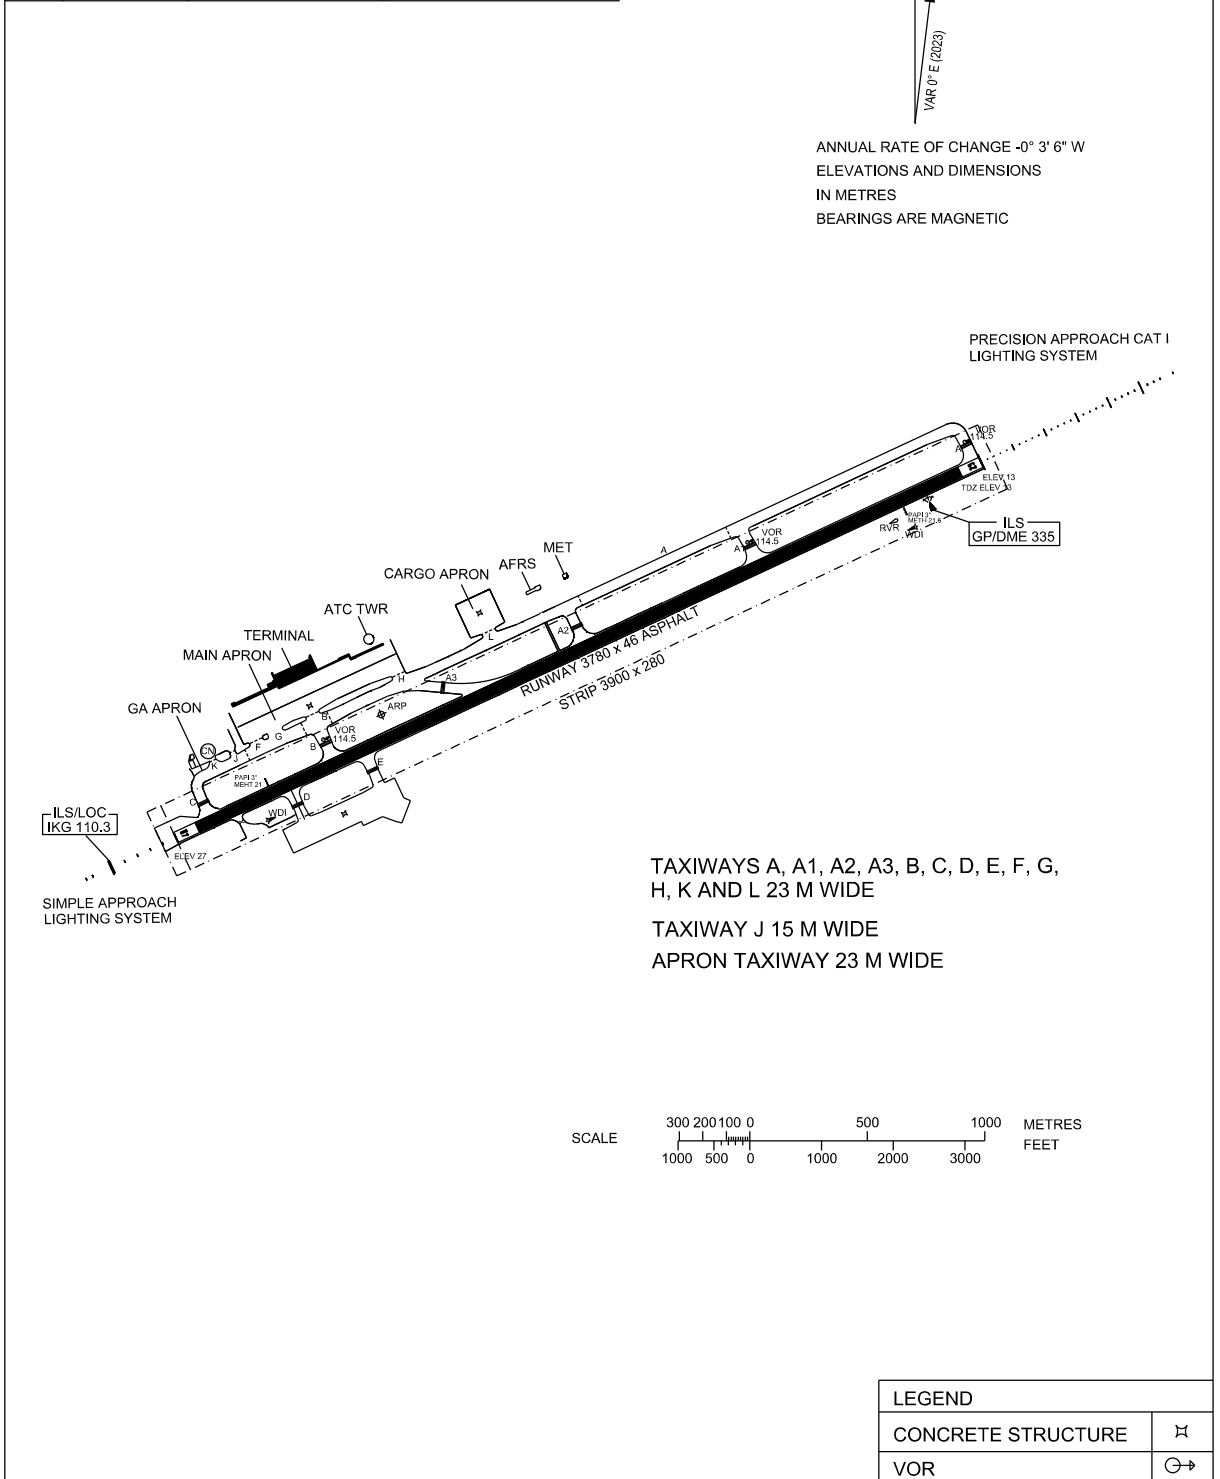 VAR 0° E (2023)
ANNUAL RATE OF CHANGE -0° 3' 6" W
ELEVATIONS AND DIMENSIONS
IN METRES
BEARINGS ARE MAGNETIC
PRECISION APPROACH CAT I
LIGHTING SYSTEM
VOR
114.5
A
ELEV 13
TDZ ELEV 13
PAPI 3°
METH 21.6
RVR
WDI
ILS
GP/DME 335
VOR
114.5
A1
A
MET
AFRS
CARGO APRON
L
A2
ATC TWR
TERMINAL
MAIN APRON
RUNWAY 3780 x 46 ASPHALT
STRIP 3900 x 280
H
A3
ARP
B
GA APRON
VOR
114.5
G
F
B
CN
J
K
E
PAPI 3°
MEHT 21
C
D
WDI
ILS/LOC
IKG 110.3
ELEV 27
SIMPLE APPROACH
LIGHTING SYSTEM
TAXIWAYS A, A1, A2, A3, B, C, D, E, F, G,
H, K AND L 23 M WIDE
TAXIWAY J 15 M WIDE
APRON TAXIWAY 23 M WIDE
SCALE
300 200 100 0 500 1000 METRES
1000 500 0 1000 2000 3000 FEET
LEGEND
CONCRETE STRUCTURE
VOR